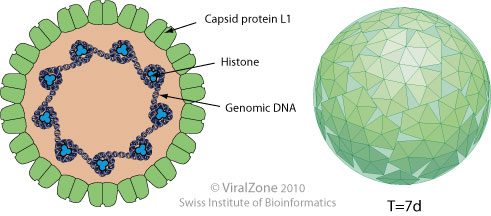 Capsid protein L1
Histone
Genomic DNA
© ViralZone 2010
Swiss Institute of Bioinformatics
T=7d